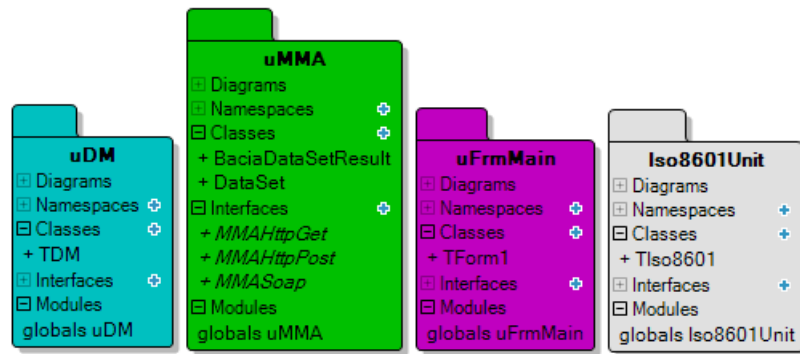 uDM
Diagrams
Namespaces
Classes
+ TDM
Interfaces
Modules
globals uDM
uMMA
Diagrams
Namespaces
Classes
+ BaciaDataSetResult
+ DataSet
Interfaces
+ MMAHttpGet
+ MMAHttpPost
+ MMASoap
Modules
globals uMMA
uFrmMain
Diagrams
Namespaces
Classes
+ TForm1
Interfaces
Modules
globals uFrmMain
Iso8601Unit
Diagrams
Namespaces
Classes
+ TIso8601
Interfaces
Modules
globals Iso8601Unit